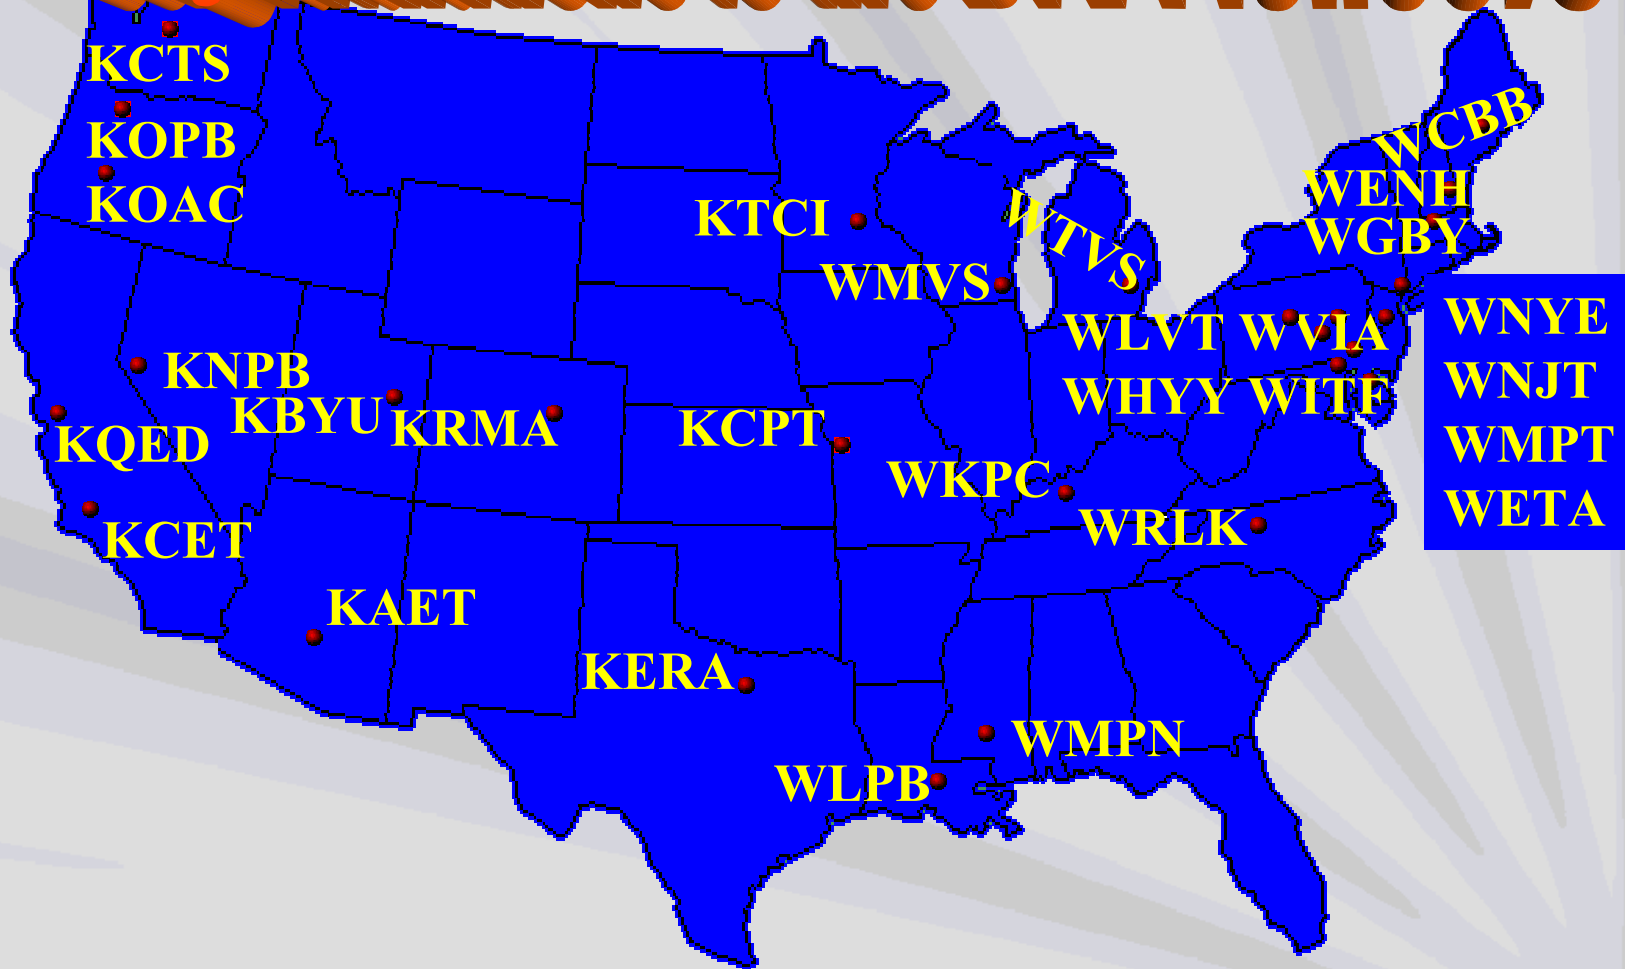 KCTS
KOPB
KOAC
KTCI
WMVS
WTVS
WCBB
WENH
WGBY
WLVT WVIA
WHYY WITF
WNYE
WNJT
WMPT
WETA
KNPB
KBYU
KRMA
KQED
KCET
KCPT
WKPC
WRLK
KAET
KERA
WMPN
WLPB